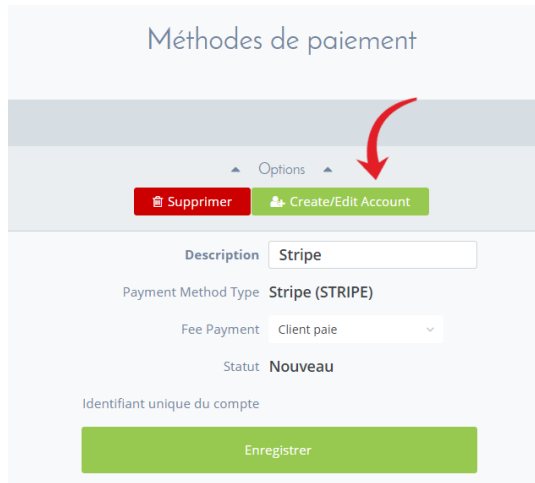 Méthodes de paiement
Options
Supprimer Create/Edit Account
Description Stripe
Payment Method Type Stripe (STRIPE)
Fee Payment Client paie
Statut Nouveau
Identifiant unique du compte
Enregistrer